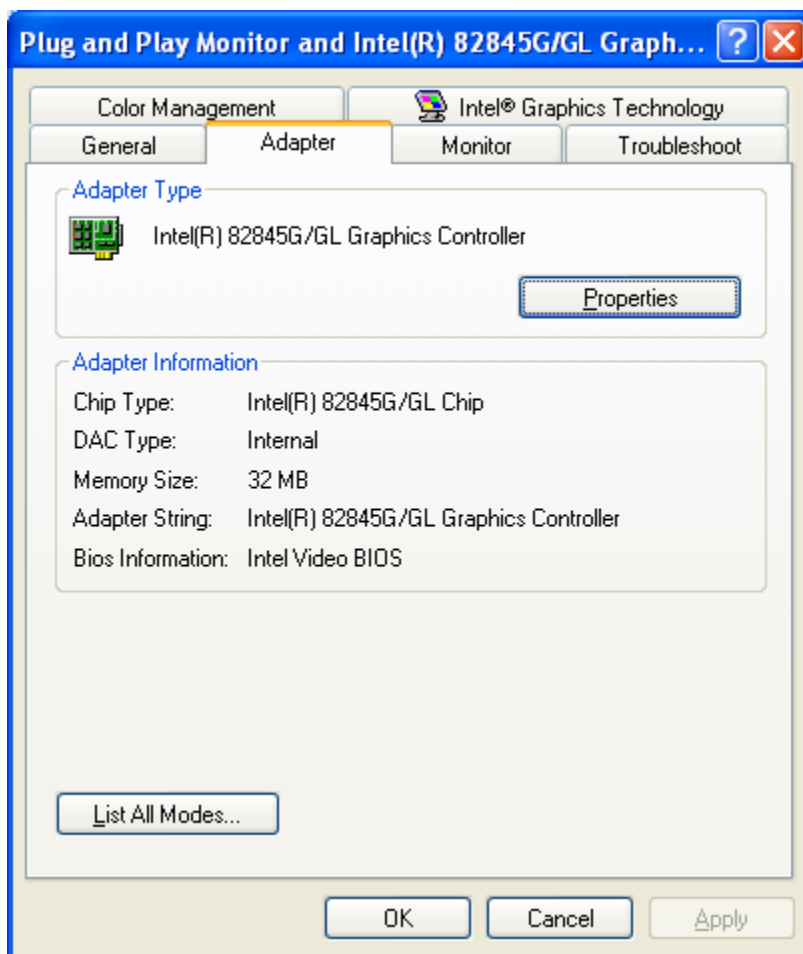 Plug and Play Monitor and Intel(R) 82845G/GL Graph...
Color Management
Intel® Graphics Technology
General
Adapter
Monitor
Troubleshoot
Adapter Type
Intel(R) 82845G/GL Graphics Controller
Properties
Adapter Information
Chip Type: Intel(R) 82845G/GL Chip
DAC Type: Internal
Memory Size: 32 MB
Adapter String: Intel(R) 82845G/GL Graphics Controller
Bios Information: Intel Video BIOS
List All Modes...
OK
Cancel
Apply